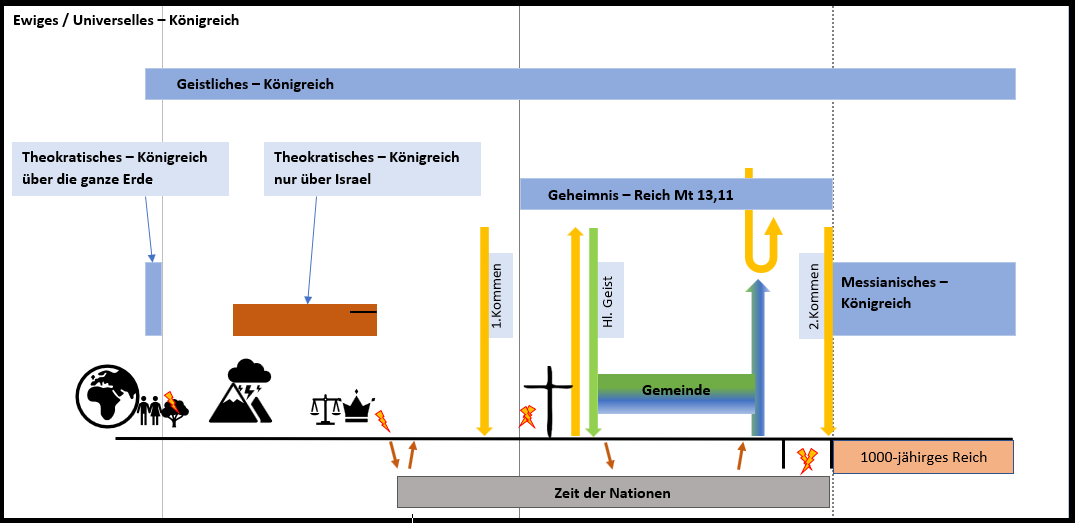 Ewiges / Universelles – Königreich
Geistliches – Königreich
Theokratisches – Königreich
über die ganze Erde
Theokratisches – Königreich
nur über Israel
Geheimnis – Reich Mt 13,11
1.Kommen
Hl. Geist
2.Kommen
Messianisches –
Königreich
Gemeinde
1000-jähriges Reich
Zeit der Nationen